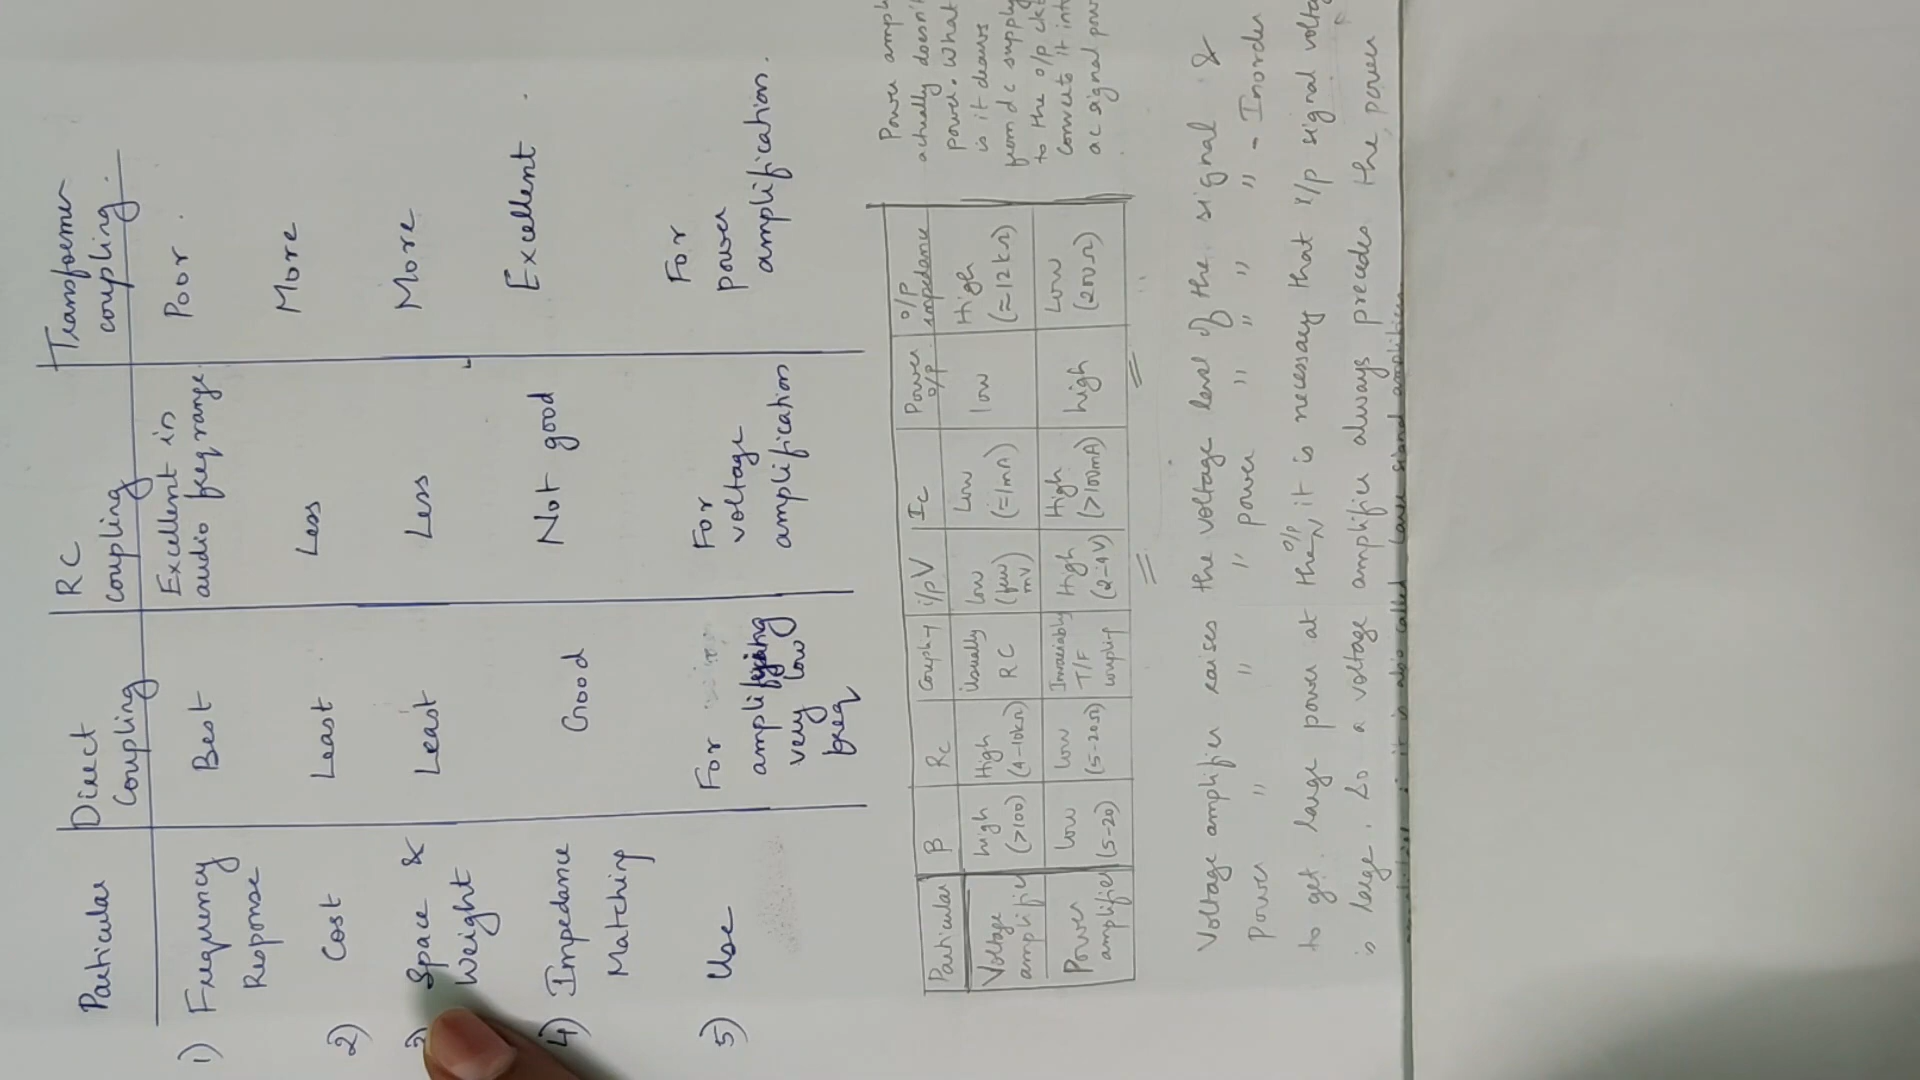 Particular Direct Coupling RC Coupling Transformer Coupling.
1) Frequency Response Best Excellent in audio freq range. Poor.
2) Cost Least Less More
3) Space & Weight Least Less More
4) Impedance Matching Good Not good Excellent.
5) Use For amplifying very low freq For voltage amplification For power amplification.
Particular β Rc i/p V Ic Power o/p o/p impedance
Voltage amplifier high (>100) High (4-10kΩ) Usually RC Low (few mV) Low (≃1mA) low High (≃12kΩ)
Power amplifier Low (5-20) low (5-20Ω) Invariably T/F coupling High (2-4V) High (>100mA) high Low (200Ω)
Power ampl
actually doesn't
power. What
is it draws
from dc supply
to the o/p ckt
convert it int
ac signal pow
Voltage amplifier raises the voltage level of the signal &
Power " " " power " " " " - Inorder
to get large power at the o/p, it is necessary that i/p signal volta
is large. So a voltage amplifier always precedes the power